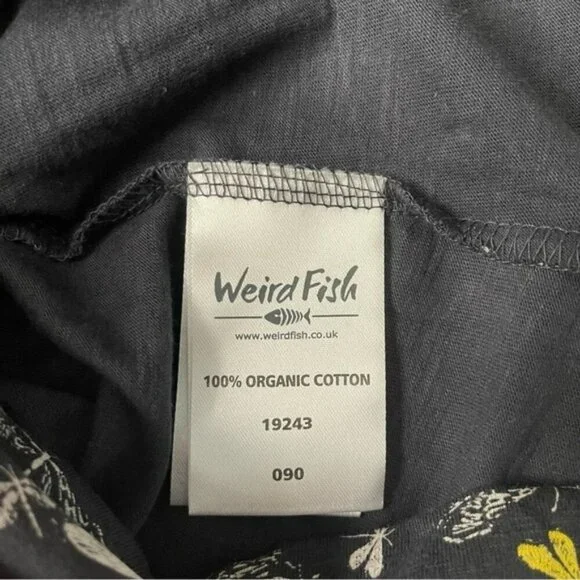 Weird Fish
www.weirdfish.co.uk
100% ORGANIC COTTON
19243
090